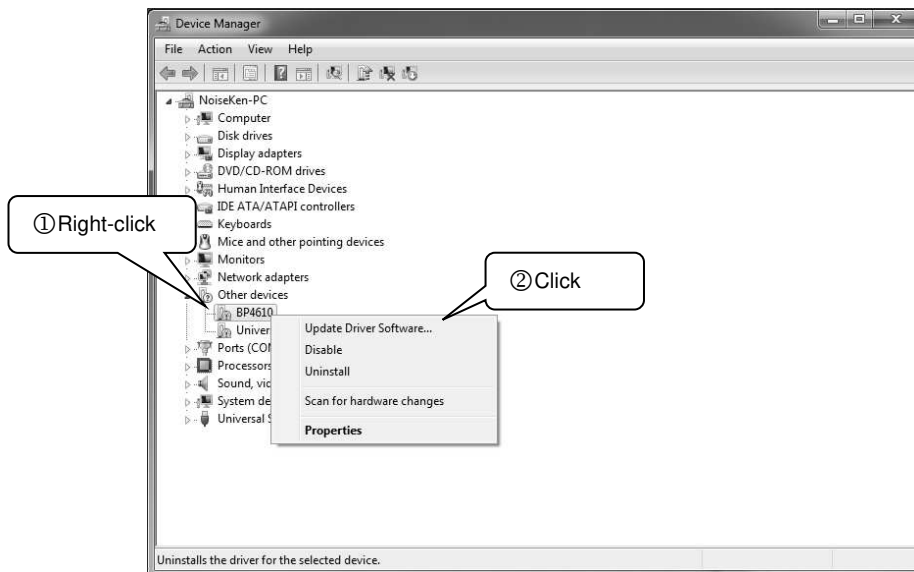 Device Manager
File Action View Help
NoiseKen-PC
Computer
Disk drives
Display adapters
DVD/CD-ROM drives
Human Interface Devices
IDE ATA/ATAPI controllers
①Right-click
Keyboards
Mice and other pointing devices
Monitors
Network adapters
②Click
Other devices
BP4610
Univer
Update Driver Software...
Ports (CO
Disable
Processors
Uninstall
Sound, vic
System de
Scan for hardware changes
Universal S
Properties
Uninstalls the driver for the selected device.